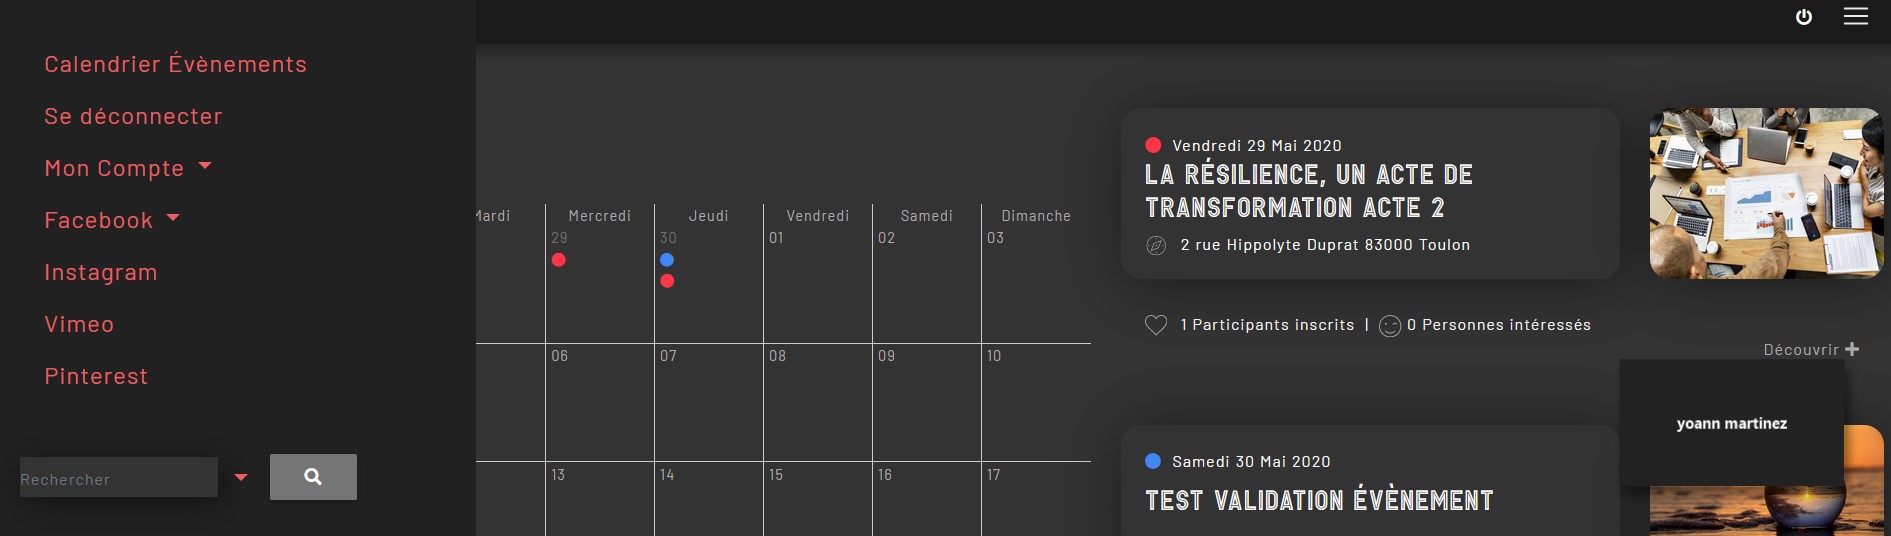 Calendrier Évènements
Se déconnecter
Mon Compte
Facebook
Instagram
Vimeo
Pinterest
Rechercher
Mardi Mercredi Jeudi Vendredi Samedi Dimanche
29 30 01 02 03
06 07 08 09 10
13 14 15 16 17
Vendredi 29 Mai 2020
LA RÉSILIENCE, UN ACTE DE
TRANSFORMATION ACTE 2
2 rue Hippolyte Duprat 83000 Toulon
1 Participants inscrits | 0 Personnes intéressés
Découvrir
yoann martinez
Samedi 30 Mai 2020
TEST VALIDATION ÉVÈNEMENT